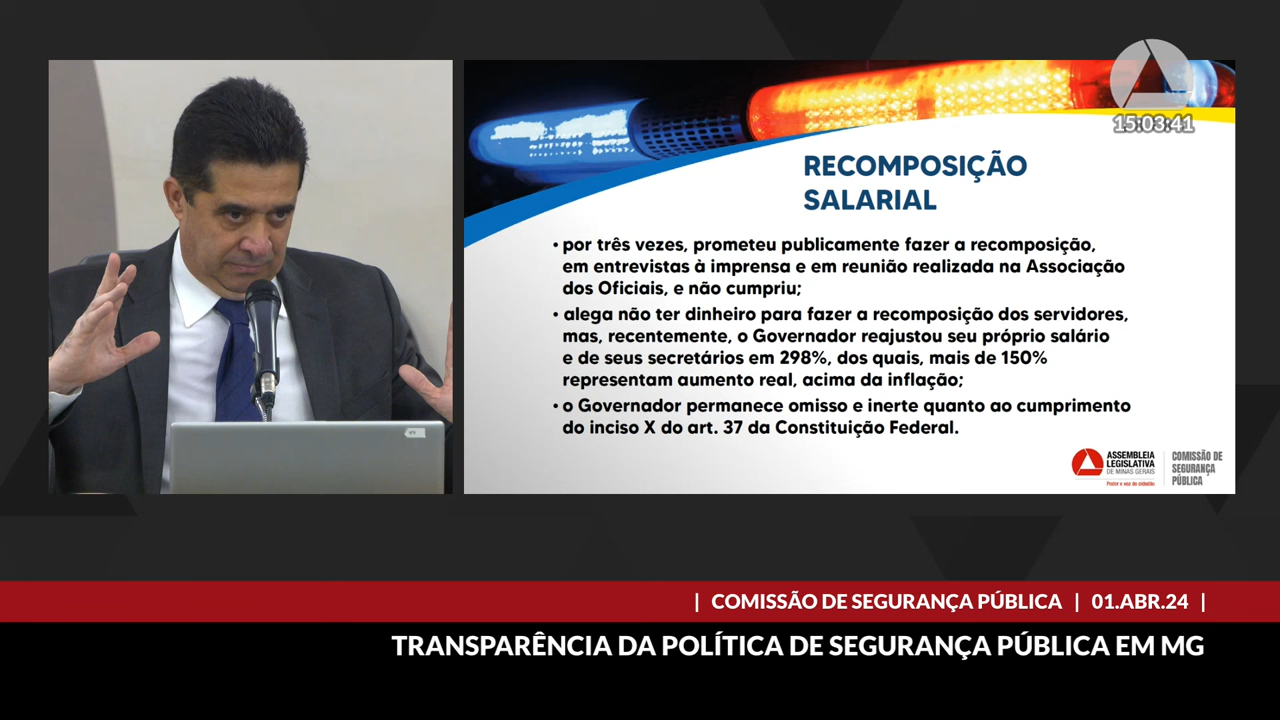 15:03:41
RECOMPOSIÇÃO
SALARIAL
• por três vezes, prometeu publicamente fazer a recomposição,
em entrevistas à imprensa e em reunião realizada na Associação
dos Oficiais, e não cumpriu;
• alega não ter dinheiro para fazer a recomposição dos servidores,
mas, recentemente, o Governador reajustou seu próprio salário
e de seus secretários em 298%, dos quais, mais de 150%
representam aumento real, acima da inflação;
• o Governador permanece omisso e inerte quanto ao cumprimento
do inciso X do art. 37 da Constituição Federal.
ASSEMBLEIA
LEGISLATIVA
DE MINAS GERAIS
Poder e voz do cidadão
COMISSÃO DE
SEGURANÇA
PÚBLICA
| COMISSÃO DE SEGURANÇA PÚBLICA | 01.ABR.24 |
TRANSPARÊNCIA DA POLÍTICA DE SEGURANÇA PÚBLICA EM MG